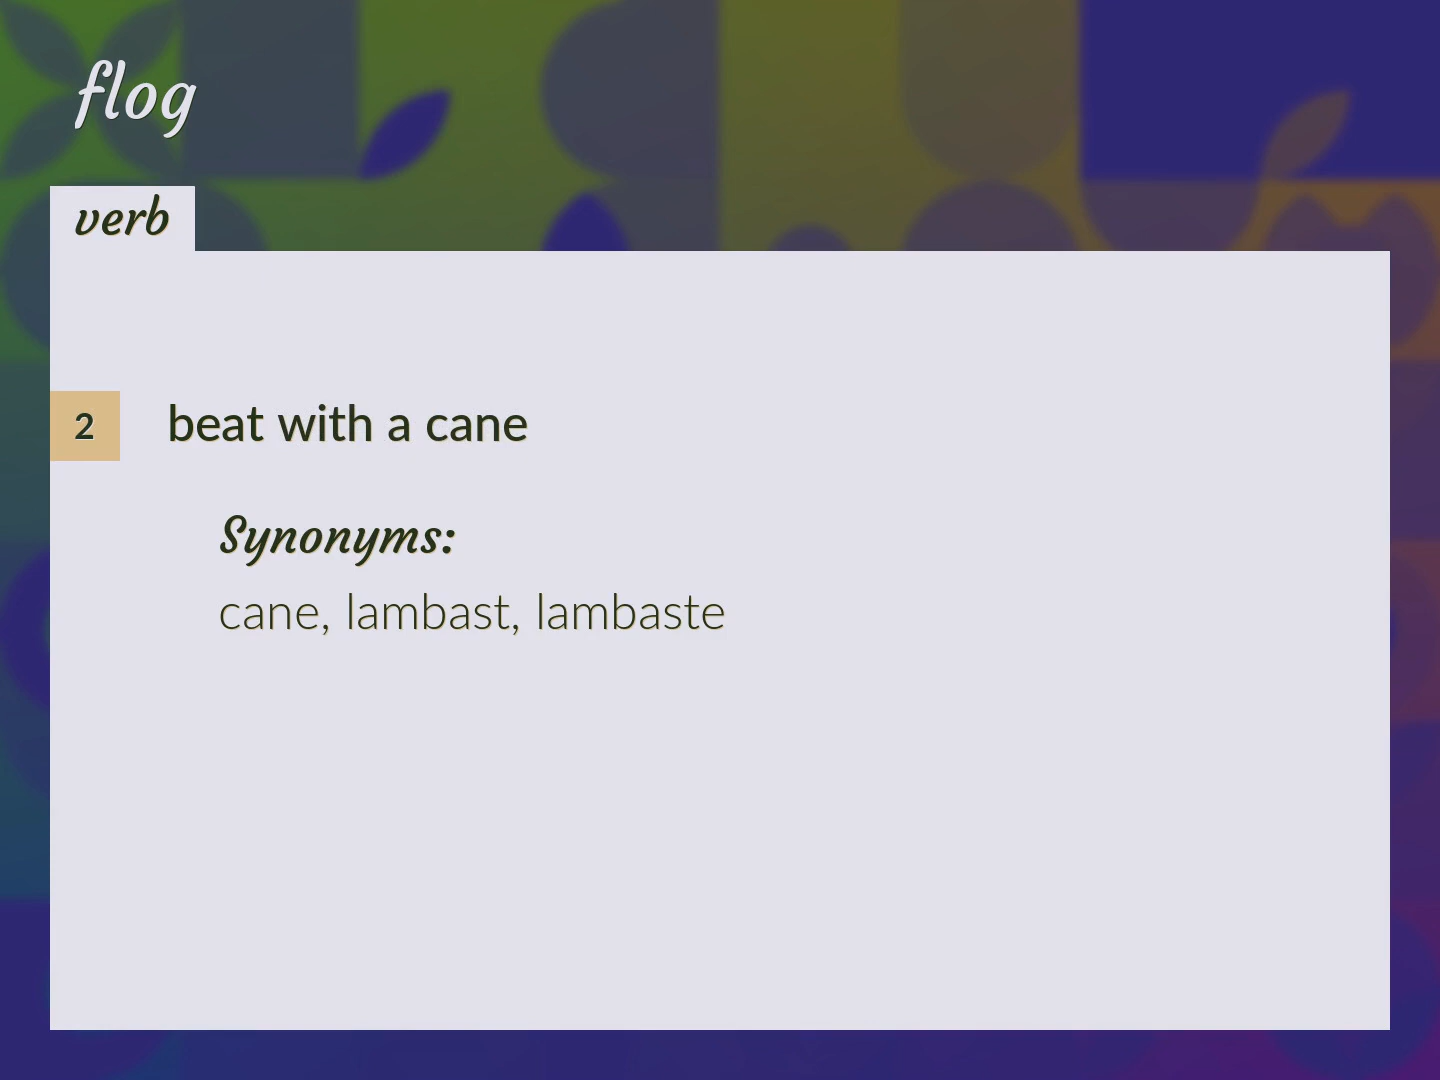 flog
verb
2 beat with a cane
Synonyms:
cane, lambast, lambaste